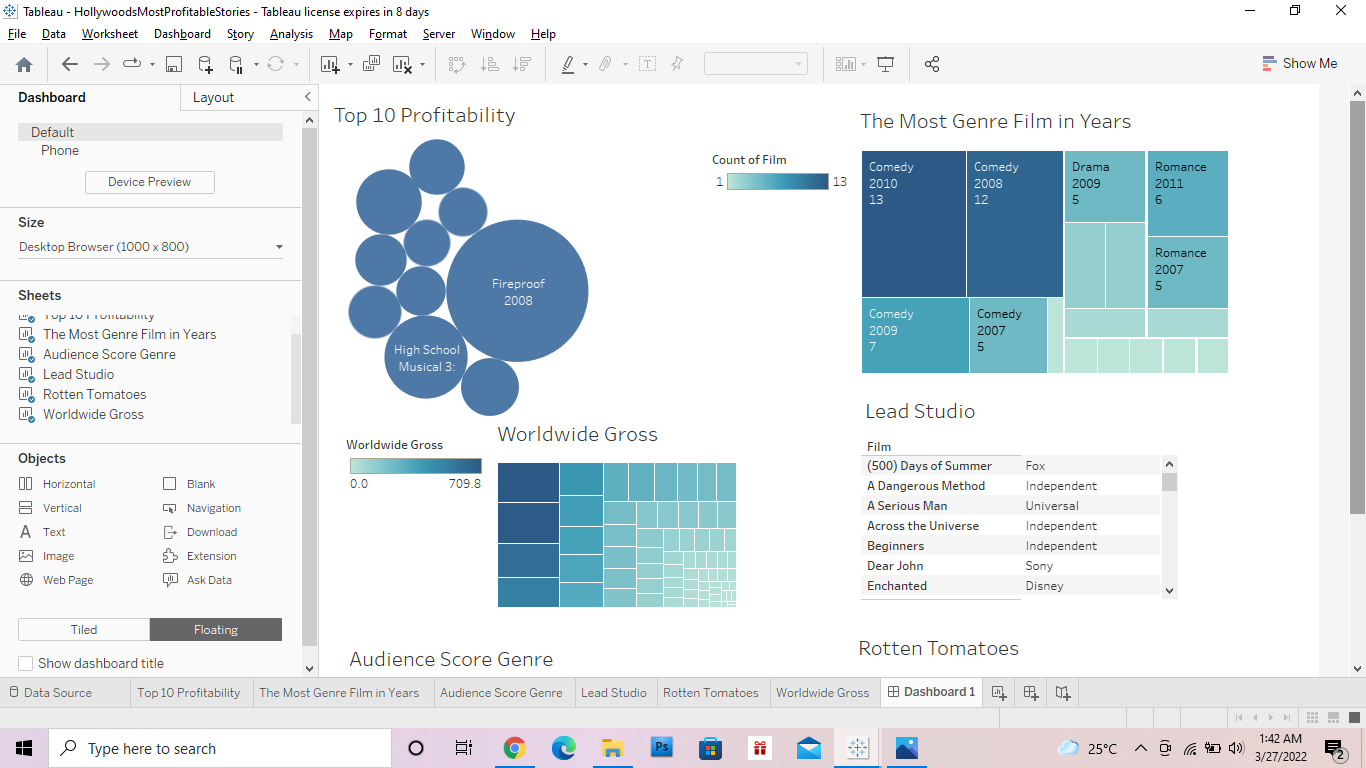 Tableau - HollywoodsMostProfitableStories - Tableau license expires in 8 days
File Data Worksheet Dashboard Story Analysis Map Format Server Window Help
Show Me
Dashboard
Layout
Default
Phone
Device Preview
Size
Desktop Browser (1000 x 800)
Sheets
Top 10 Profitability
The Most Genre Film in Years
Audience Score Genre
Lead Studio
Rotten Tomatoes
Worldwide Gross
Objects
Horizontal Blank
Vertical Navigation
Text Download
Image Extension
Web Page Ask Data
Tiled Floating
Show dashboard title
Top 10 Profitability
Fireproof
2008
High School
Musical 3:
Count of Film
1 13
The Most Genre Film in Years
Comedy
2010
13
Comedy
2008
12
Drama
2009
5
Romance
2011
6
Romance
2007
5
Comedy
2009
7
Comedy
2007
5
Worldwide Gross
0.0 709.8
Worldwide Gross
Lead Studio
Film
(500) Days of Summer Fox
A Dangerous Method Independent
A Serious Man Universal
Across the Universe Independent
Beginners Independent
Dear John Sony
Enchanted Disney
Audience Score Genre
Rotten Tomatoes
Data Source Top 10 Profitability The Most Genre Film in Years Audience Score Genre Lead Studio Rotten Tomatoes Worldwide Gross Dashboard 1
Type here to search
Ps
25°C
1:42 AM
3/27/2022
2